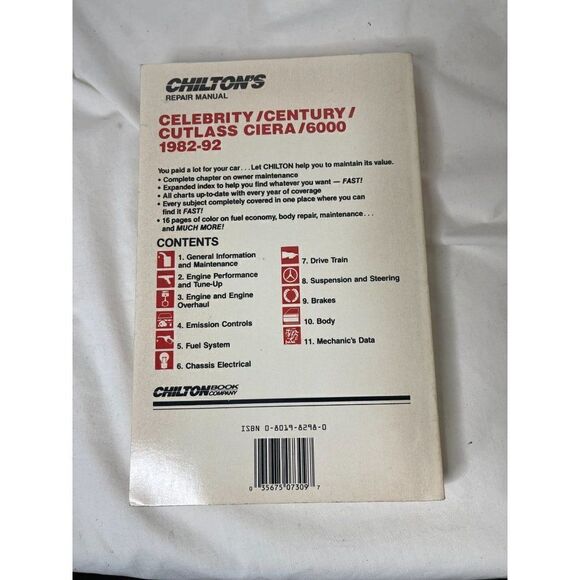 CHILTON'S
REPAIR MANUAL
CELEBRITY/CENTURY/
CUTLASS CIERA/6000
1982-92
You paid a lot for your car...Let CHILTON help you to maintain its value.
• Complete chapter on owner maintenance
• Expanded index to help you find whatever you want — FAST!
• All charts up-to-date with every year of coverage
• Every subject completely covered in one place where you can
find it FAST!
• 16 pages of color on fuel economy, body repair, maintenance...
and MUCH MORE!
CONTENTS
1. General Information
and Maintenance
2. Engine Performance
and Tune-Up
3. Engine and Engine
Overhaul
4. Emission Controls
5. Fuel System
6. Chassis Electrical
7. Drive Train
8. Suspension and Steering
9. Brakes
10. Body
11. Mechanic's Data
CHILTON BOOK
COMPANY
ISBN 0-8019-8298-0
0 35675 07309 7